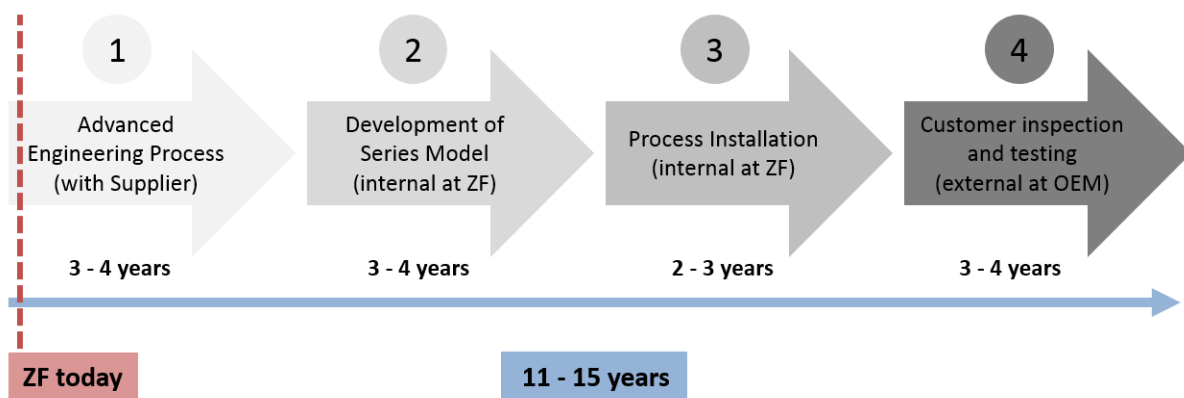 1
2
3
4
Advanced
Engineering Process
(with Supplier)
Development of
Series Model
(internal at ZF)
Process Installation
(internal at ZF)
Customer inspection
and testing
(external at OEM)
3 - 4 years
3 - 4 years
2 - 3 years
3 - 4 years
ZF today
11 - 15 years